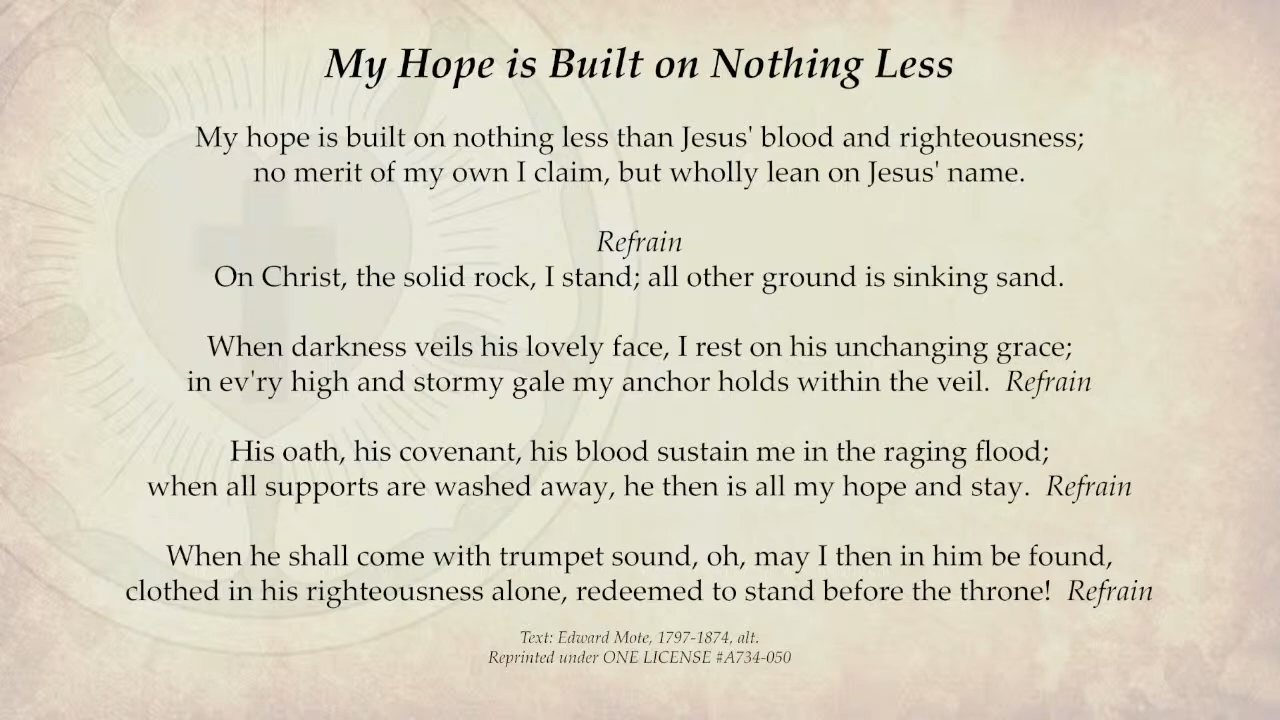 My Hope is Built on Nothing Less
My hope is built on nothing less than Jesus' blood and righteousness;
no merit of my own I claim, but wholly lean on Jesus' name.
Refrain
On Christ, the solid rock, I stand; all other ground is sinking sand.
When darkness veils his lovely face, I rest on his unchanging grace;
in ev'ry high and stormy gale my anchor holds within the veil. Refrain
His oath, his covenant, his blood sustain me in the raging flood;
when all supports are washed away, he then is all my hope and stay. Refrain
When he shall come with trumpet sound, oh, may I then in him be found,
clothed in his righteousness alone, redeemed to stand before the throne! Refrain
Text: Edward Mote, 1797-1874, alt.
Reprinted under ONE LICENSE #A734-050